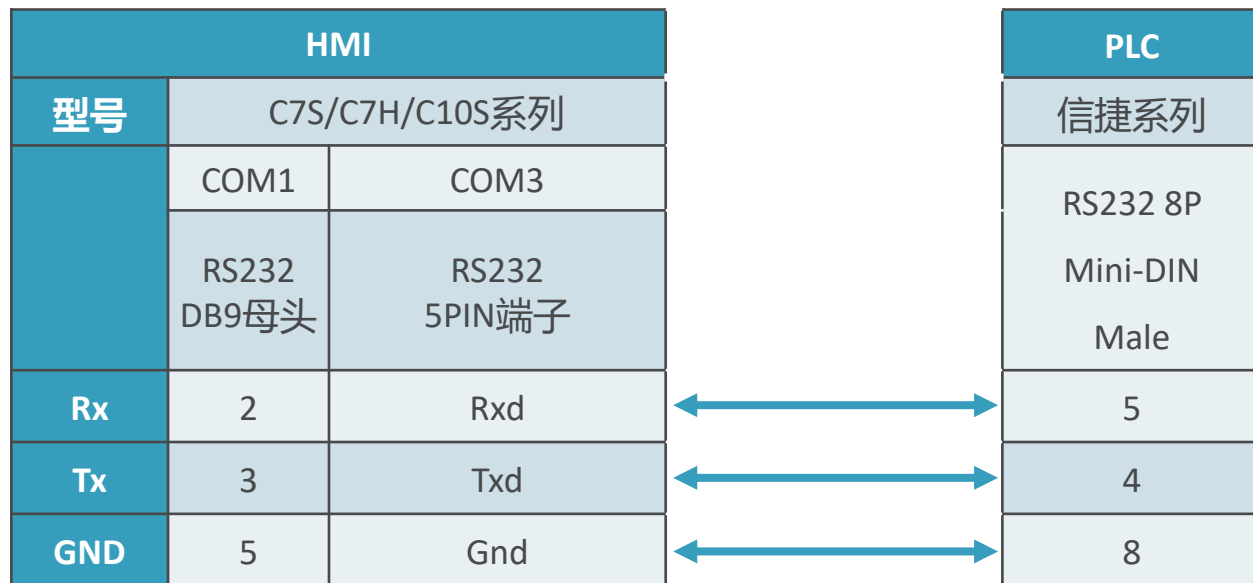 HMI
PLC
型号
C7S/C7H/C10S系列
信捷系列
COM1
COM3
RS232 8P
Mini-DIN
Male
RS232
DB9母头
RS232
5PIN端子
Rx
2
Rxd
5
Tx
3
Txd
4
GND
5
Gnd
8